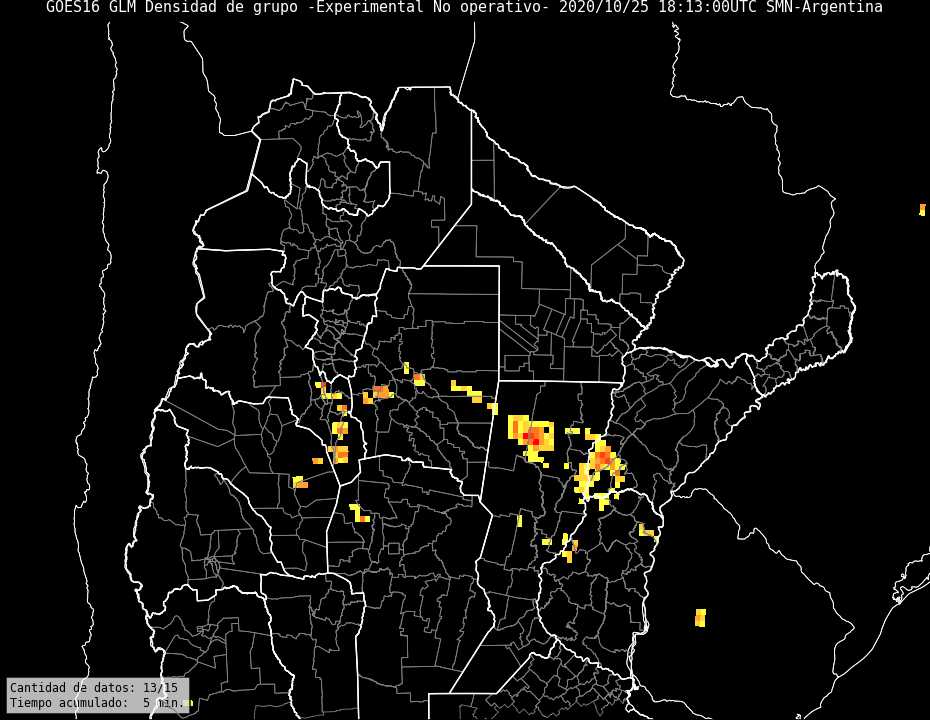 GOES16 GLM Densidad de grupo -Experimental No operativo- 2020/10/25 18:13:00UTC SMN-Argentina
Cantidad de datos: 13/15
Tiempo acumulado:  5 min.